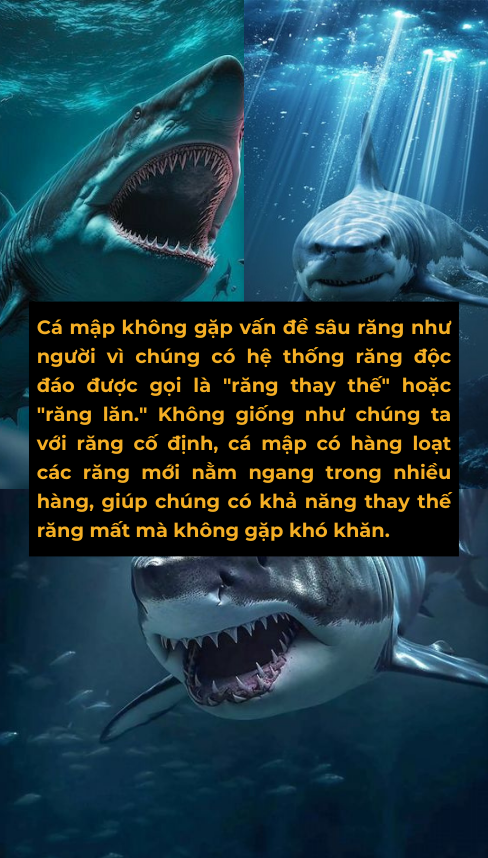 Cá mập không gặp vấn đề sâu răng như
người vì chúng có hệ thống răng độc
đáo được gọi là "răng thay thế" hoặc
"răng lăn." Không giống như chúng ta
với răng cố định, cá mập có hàng loạt
các răng mới nằm ngang trong nhiều
hàng, giúp chúng có khả năng thay thế
răng mất mà không gặp khó khăn.